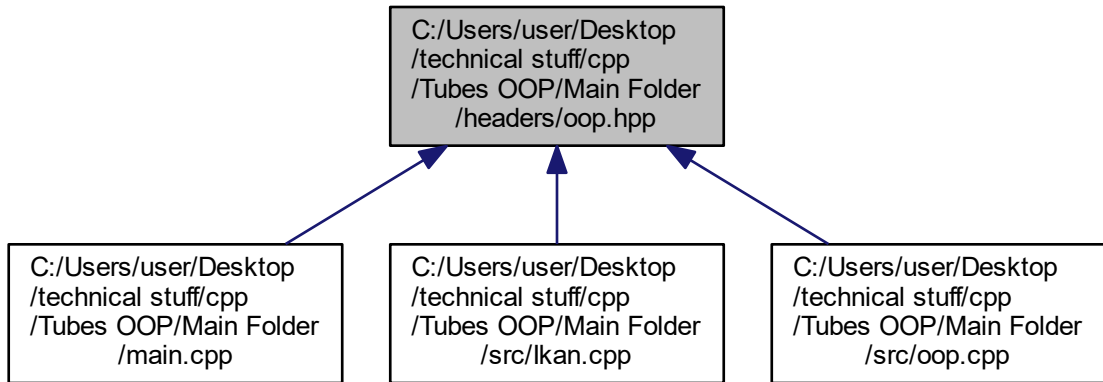 C:/Users/user/Desktop
/technical stuff/cpp
/Tubes OOP/Main Folder
/headers/oop.hpp
C:/Users/user/Desktop
/technical stuff/cpp
/Tubes OOP/Main Folder
/main.cpp
C:/Users/user/Desktop
/technical stuff/cpp
/Tubes OOP/Main Folder
/src/Ikan.cpp
C:/Users/user/Desktop
/technical stuff/cpp
/Tubes OOP/Main Folder
/src/oop.cpp